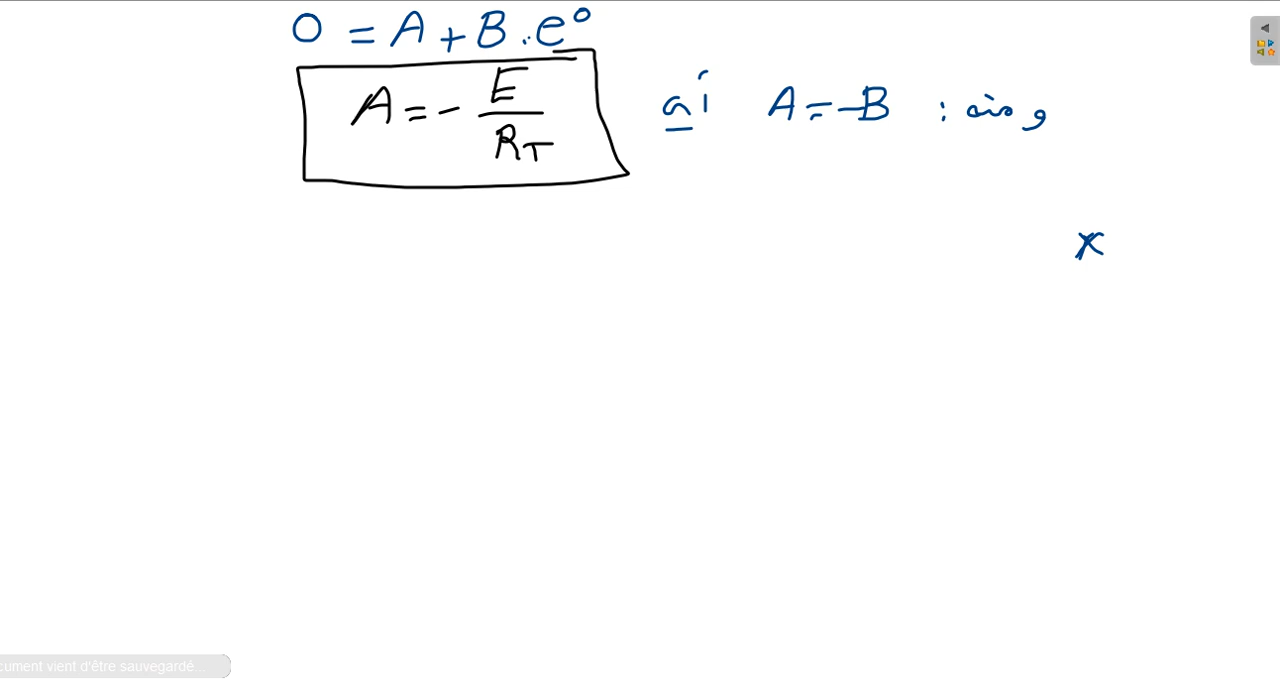 0 = A + B . e⁰
ومنه : A = -B أي A = - E/R_T
cument vient d'être sauvegardé...